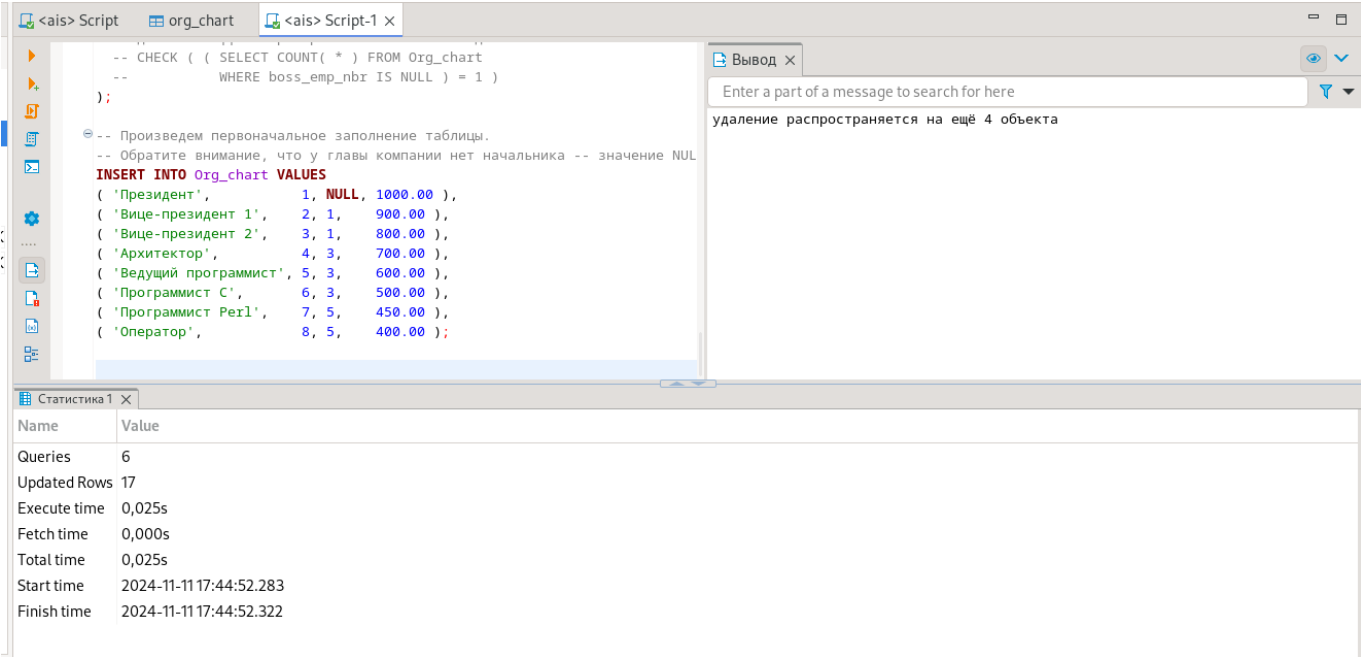 <ais> Script
org_chart
<ais> Script-1
-- CHECK ( ( SELECT COUNT( * ) FROM Org_chart
-- WHERE boss_emp_nbr IS NULL ) = 1 )
);
-- Произведем первоначальное заполнение таблицы.
-- Обратите внимание, что у главы компании нет начальника -- значение NUL
INSERT INTO Org_chart VALUES
( 'Президент', 1, NULL, 1000.00 ),
( 'Вице-президент 1', 2, 1, 900.00 ),
( 'Вице-президент 2', 3, 1, 800.00 ),
( 'Архитектор', 4, 3, 700.00 ),
( 'Ведущий программист', 5, 3, 600.00 ),
( 'Программист C', 6, 3, 500.00 ),
( 'Программист Perl', 7, 5, 450.00 ),
( 'Оператор', 8, 5, 400.00 );
Вывод
Enter a part of a message to search for here
удаление распространяется на ещё 4 объекта
Статистика 1
Name Value
Queries 6
Updated Rows 17
Execute time 0,025s
Fetch time 0,000s
Total time 0,025s
Start time 2024-11-11 17:44:52.283
Finish time 2024-11-11 17:44:52.322